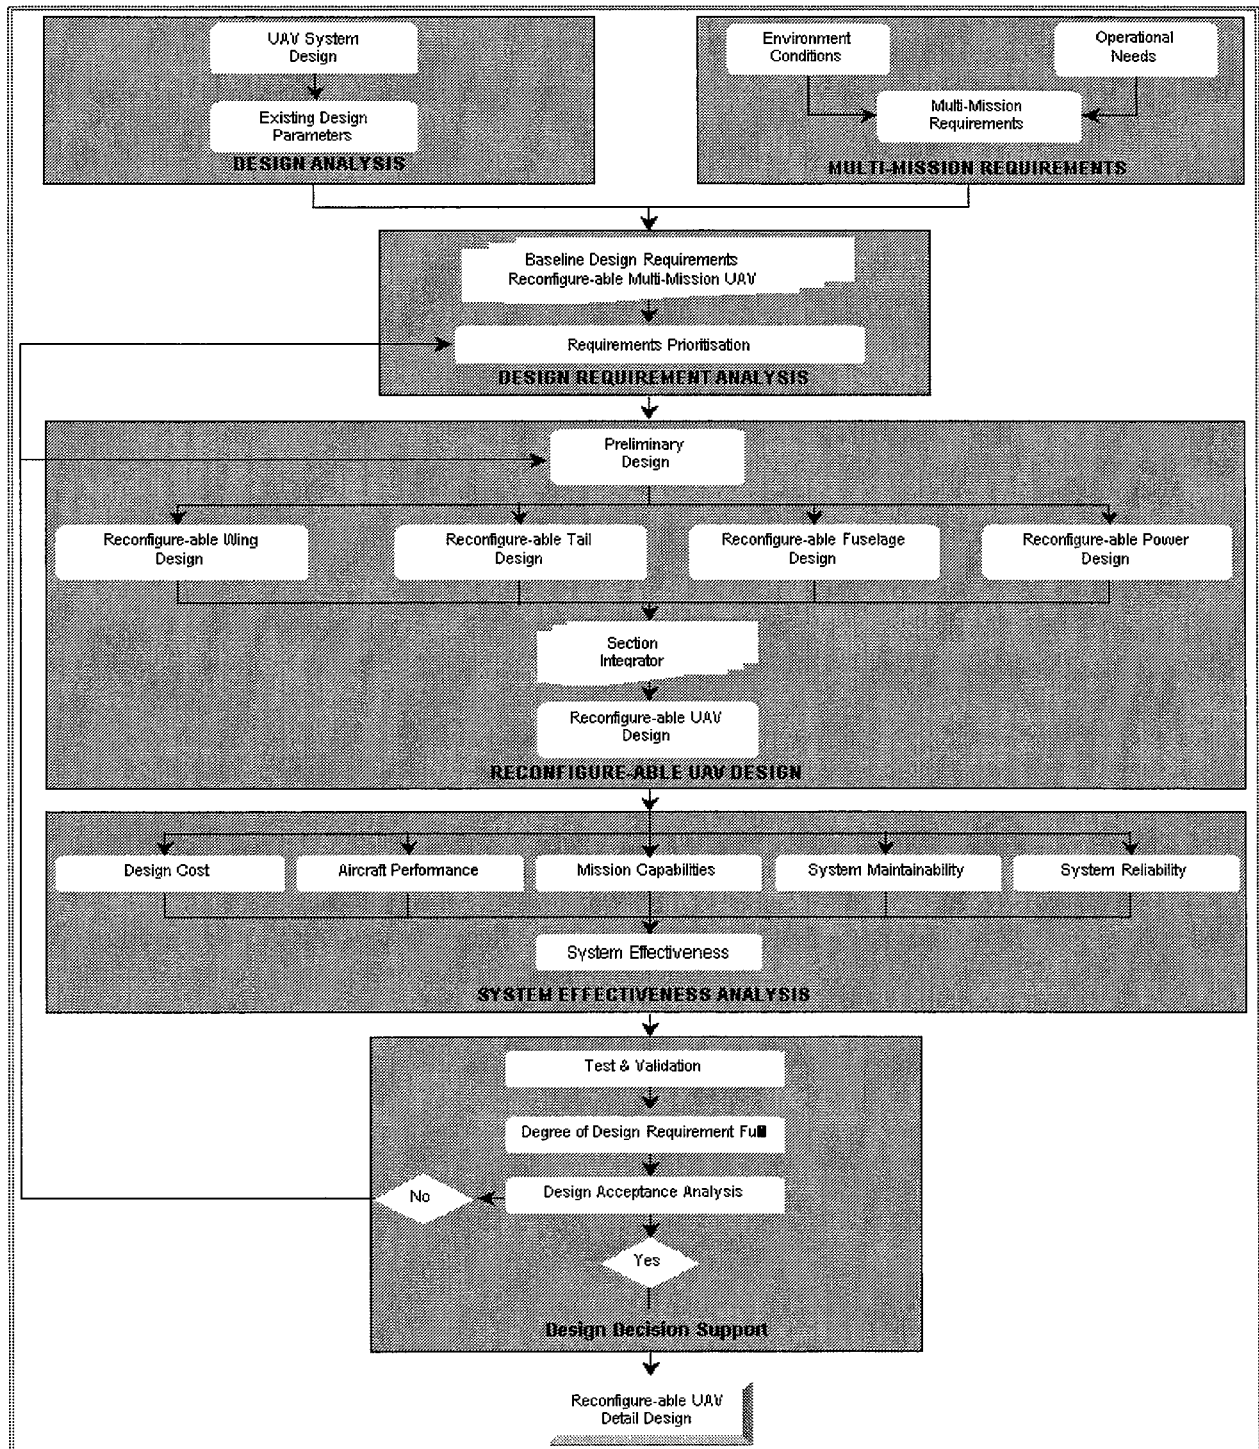 UAV System
Design
Existing Design
Parameters
DESIGN ANALYSIS
Environment
Conditions
Operational
Needs
Multi-Mission
Requirements
MULTI-MISSION REQUIREMENTS
Baseline Design Requirements
Reconfigure-able Multi-Mission UAV
Requirements Prioritisation
DESIGN REQUIREMENT ANALYSIS
Preliminary
Design
Reconfigure-able Wing
Design
Reconfigure-able Tail
Design
Reconfigure-able Fuselage
Design
Reconfigure-able Power
Design
Section
Integrator
Reconfigure-able UAV
Design
RECONFIGURE-ABLE UAV DESIGN
Design Cost
Aircraft Performance
Mission Capabilities
System Maintainability
System Reliability
System Effectiveness
SYSTEM EFFECTIVENESS ANALYSIS
Test & Validation
Degree of Design Requirement
Design Acceptance Analysis
No
Yes
Design Decision Support
Reconfigure-able UAV
Detail Design